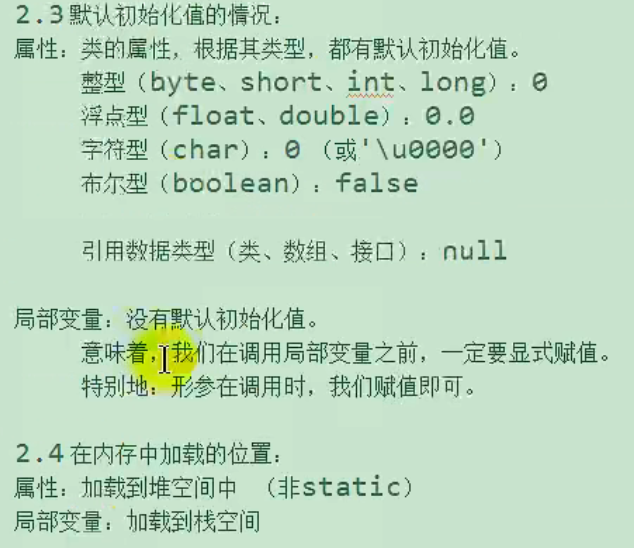 2.3默认初始化值的情况：
属性：类的属性，根据其类型，都有默认初始化值。
整型（byte、short、int、long）：0
浮点型（float、double）：0.0
字符型（char）：0 （或'\u0000'）
布尔型（boolean）：false
引用数据类型（类、数组、接口）：null
局部变量：没有默认初始化值。
意味着，我们在调用局部变量之前，一定要显式赋值。
特别地：形参在调用时，我们赋值即可。
2.4在内存中加载的位置：
属性：加载到堆空间中 （非static）
局部变量：加载到栈空间